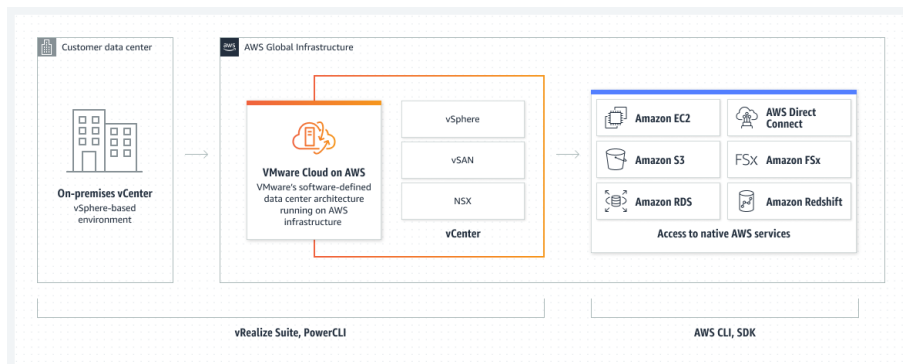 Customer data center
aws
AWS Global Infrastructure
On-premises vCenter
vSphere-based
environment
VMware Cloud on AWS
VMware's software-defined
data center architecture
running on AWS
infrastructure
vSphere
vSAN
NSX
vCenter
Amazon EC2
AWS Direct
Connect
Amazon S3
FSx
Amazon FSx
Amazon RDS
Amazon Redshift
Access to native AWS services
vRealize Suite, PowerCLI
AWS CLI, SDK